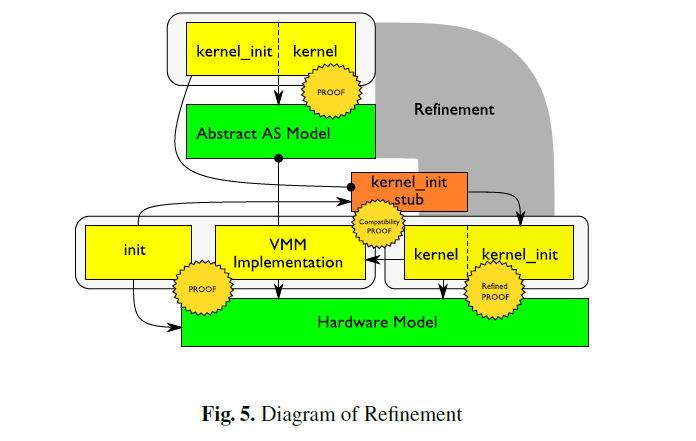 kernel_init kernel
PROOF
Abstract AS Model
Refinement
kernel_init
stub
Compatibility
PROOF
init
VMM
Implementation
kernel
kernel_init
PROOF
Refined
PROOF
Hardware Model
Fig. 5. Diagram of Refinement